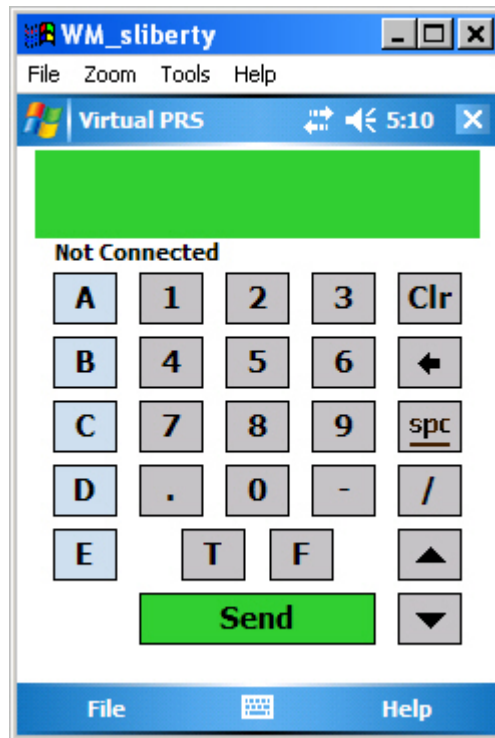 WM_sliberty
File Zoom Tools Help
Virtual PRS 5:10
Not Connected
A 1 2 3 Clr
B 4 5 6
C 7 8 9 spc
D . 0 - /
E T F
Send
File Help